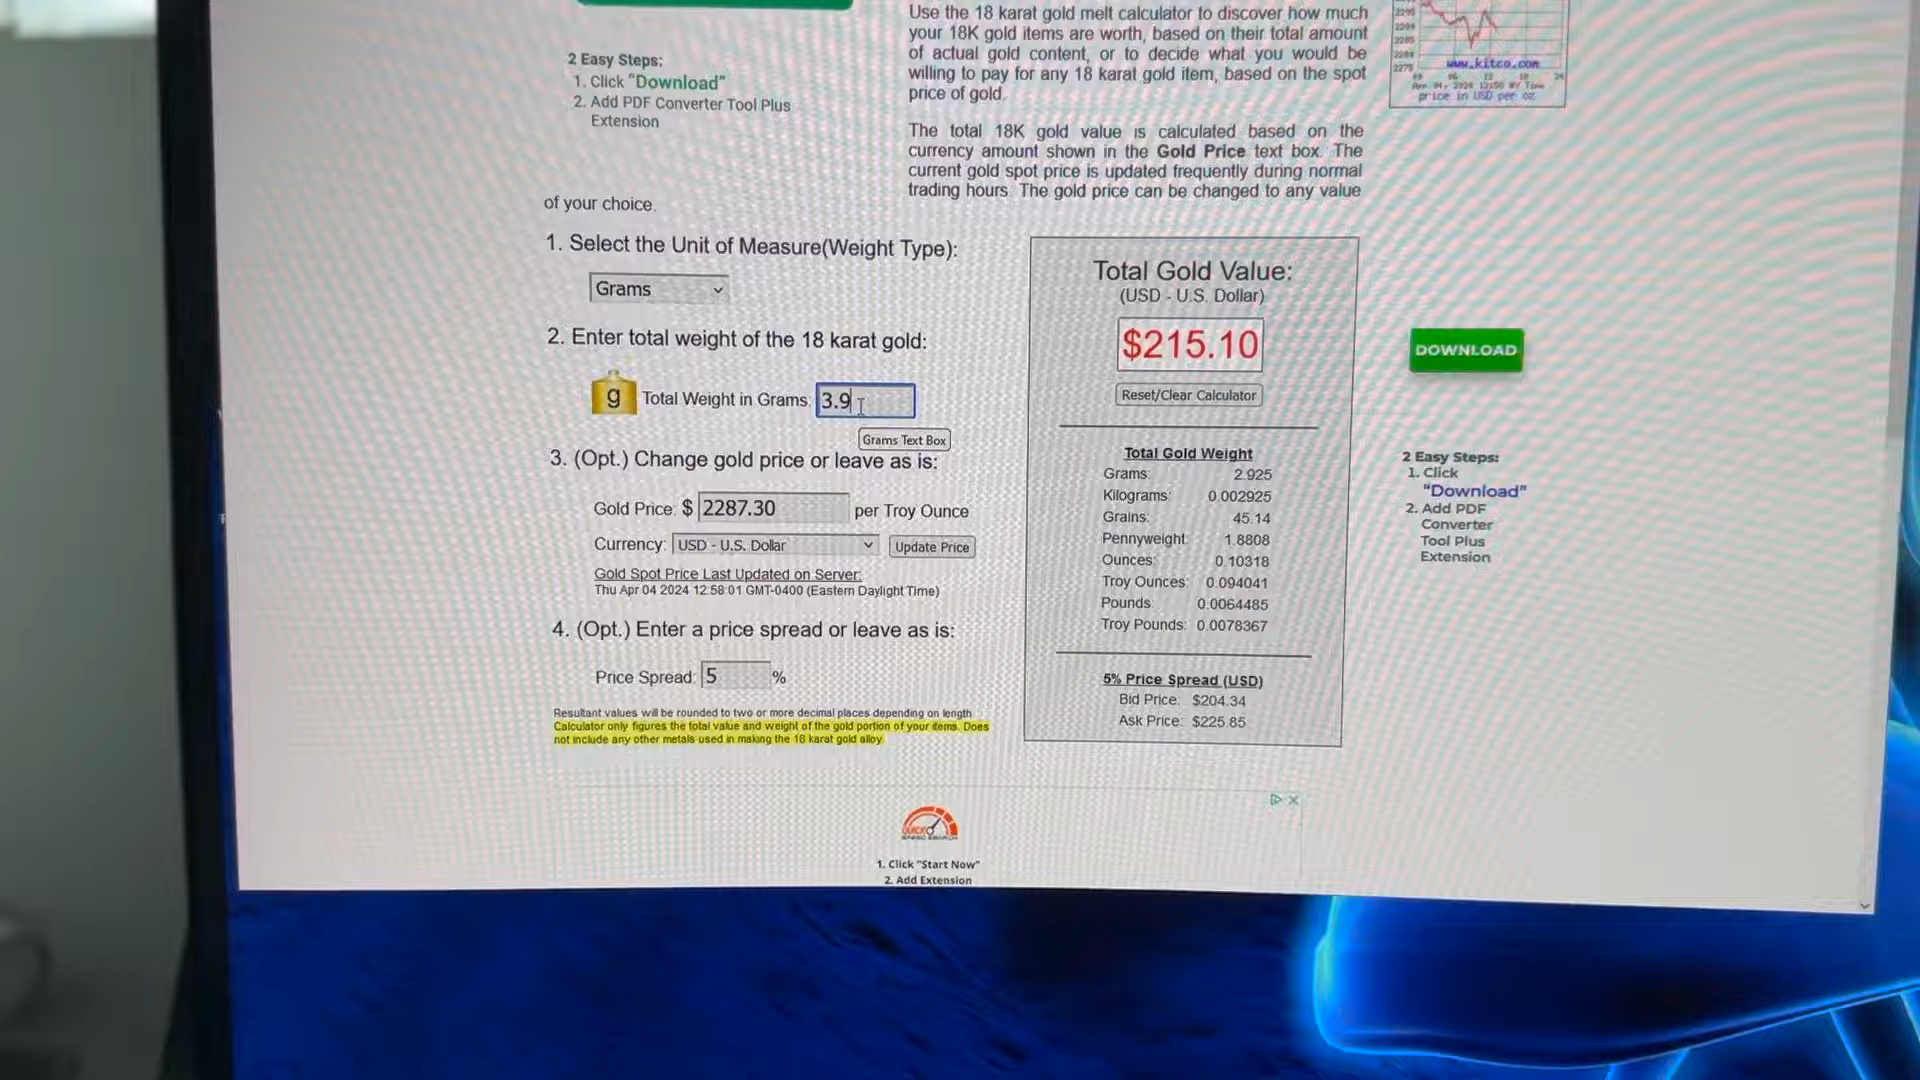 Use the 18 karat gold melt calculator to discover how much
your 18K gold items are worth, based on their total amount
of actual gold content, or to decide what you would be
willing to pay for any 18 karat gold item, based on the spot
price of gold.
The total 18K gold value is calculated based on the
currency amount shown in the Gold Price text box. The
current gold spot price is updated frequently during normal
trading hours. The gold price can be changed to any value
of your choice.
2 Easy Steps:
1. Click "Download"
2. Add PDF Converter Tool Plus
Extension
www.kitco.com
price in USD per oz
1. Select the Unit of Measure(Weight Type):
Grams
2. Enter total weight of the 18 karat gold:
g Total Weight in Grams: 3.9
Grams Text Box
3. (Opt.) Change gold price or leave as is:
Gold Price: $ 2287.30 per Troy Ounce
Currency: USD - U.S. Dollar Update Price
Gold Spot Price Last Updated on Server:
Thu Apr 04 2024 12:58:01 GMT-0400 (Eastern Daylight Time)
4. (Opt.) Enter a price spread or leave as is:
Price Spread: 5 %
Resultant values will be rounded to two or more decimal places depending on length
Calculator only figures the total value and weight of the gold portion of your items. Does
not include any other metals used in making the 18 karat gold alloy
Total Gold Value:
(USD - U.S. Dollar)
$215.10
Reset/Clear Calculator
Total Gold Weight
Grams: 2.925
Kilograms: 0.002925
Grains: 45.14
Pennyweight: 1.8808
Ounces: 0.10318
Troy Ounces: 0.094041
Pounds: 0.0064485
Troy Pounds: 0.0078367
5% Price Spread (USD)
Bid Price: $204.34
Ask Price: $225.85
DOWNLOAD
2 Easy Steps:
1. Click
"Download"
2. Add PDF
Converter
Tool Plus
Extension
1. Click "Start Now"
2. Add Extension